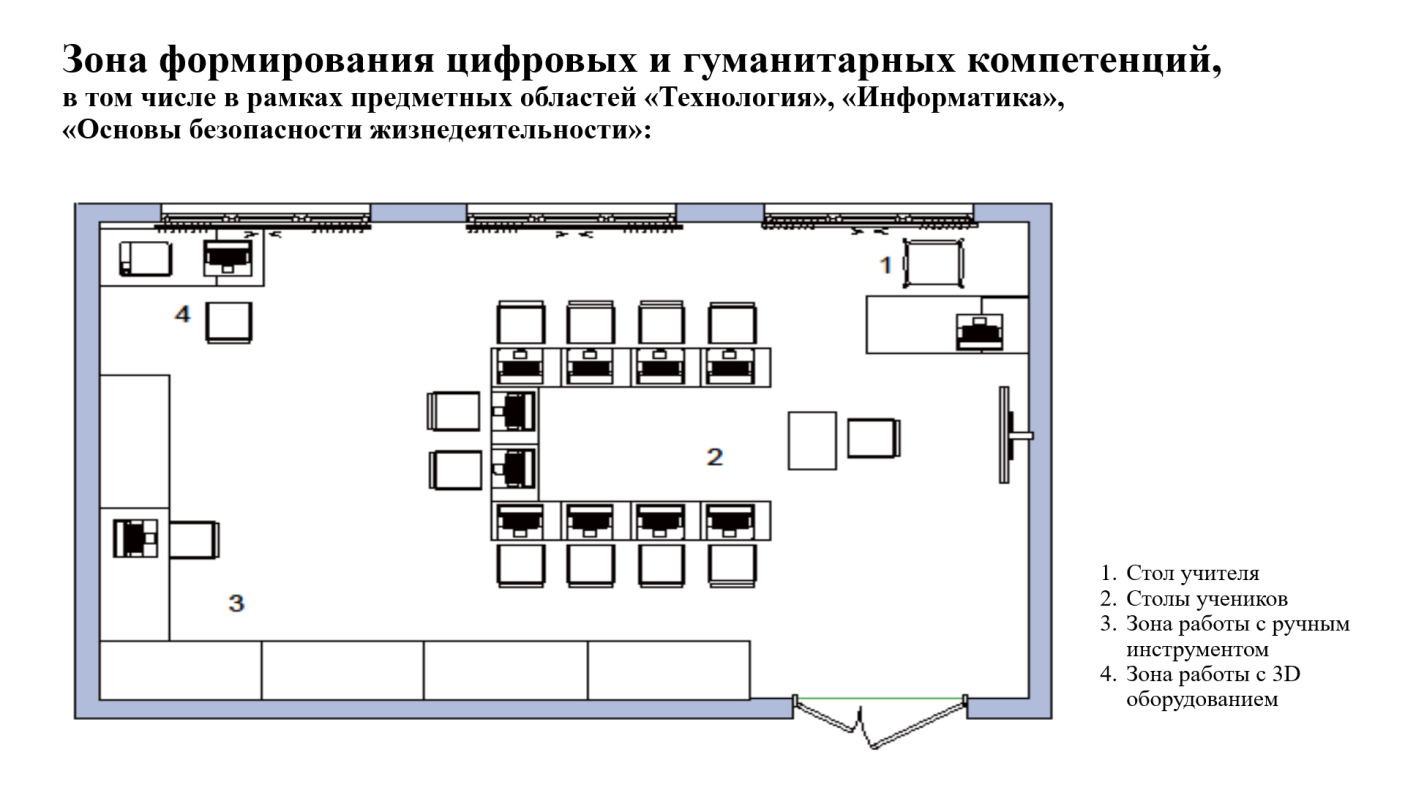 Зона формирования цифровых и гуманитарных компетенций,
в том числе в рамках предметных областей «Технология», «Информатика»,
«Основы безопасности жизнедеятельности»:
1
4
2
3
1. Стол учителя
2. Столы учеников
3. Зона работы с ручным
инструментом
4. Зона работы с 3D
оборудованием